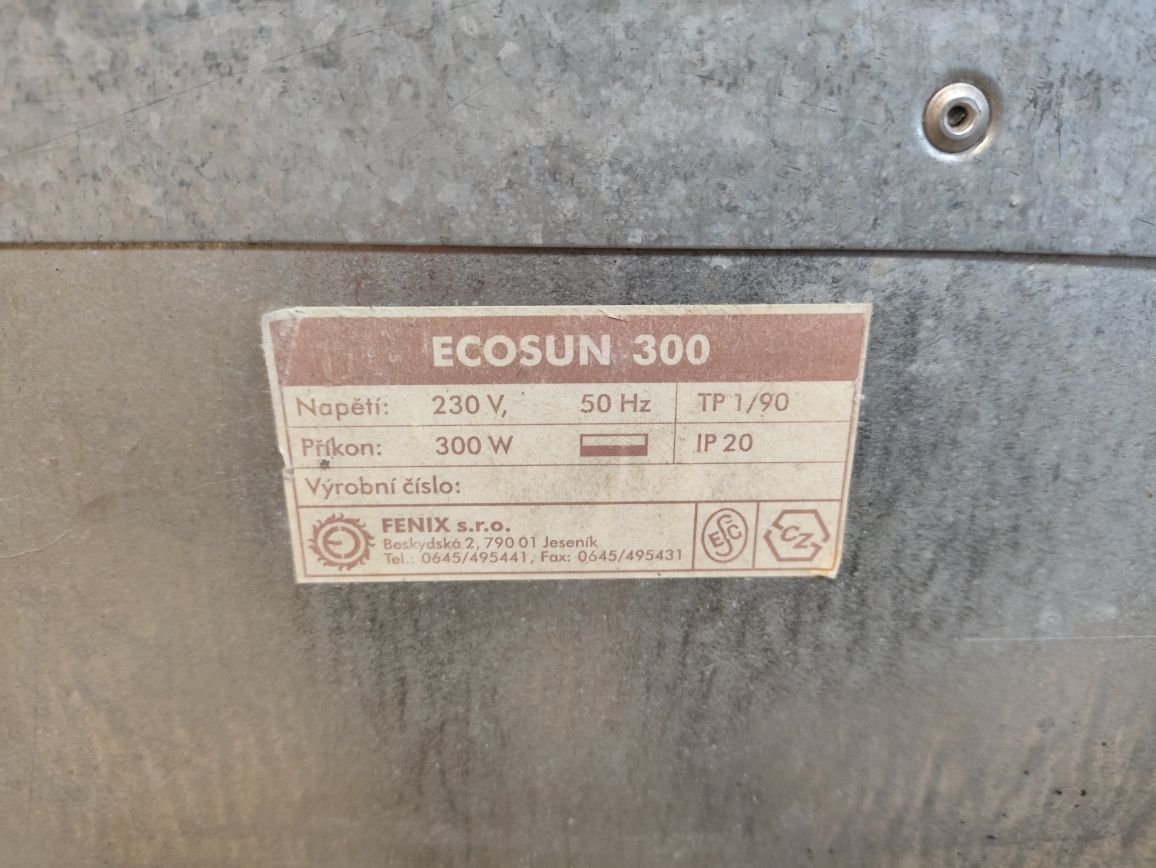 ECOSUN 300
Napětí: 230 V, 50 Hz TP 1/90
Příkon: 300 W IP 20
Výrobní číslo:
FENIX s.r.o.
Beskydská 2, 790 01 Jeseník
Tel.: 0645/495441, Fax: 0645/495431
ESČ
CZ